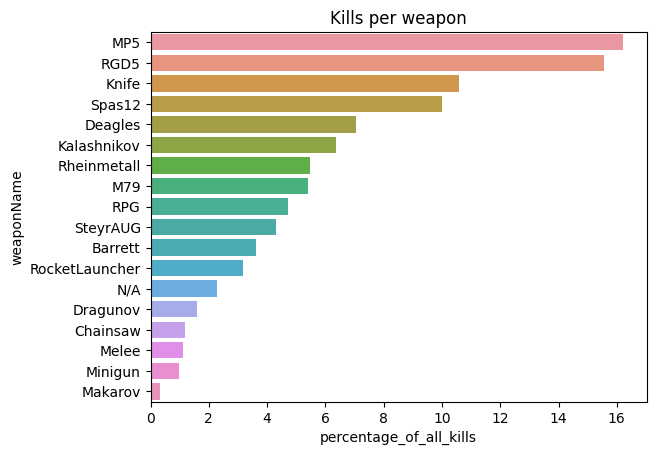 Kills per weapon
weaponName
MP5
RGD5
Knife
Spas12
Deagles
Kalashnikov
Rheinmetall
M79
RPG
SteyrAUG
Barrett
RocketLauncher
N/A
Dragunov
Chainsaw
Melee
Minigun
Makarov
0 2 4 6 8 10 12 14 16
percentage_of_all_kills